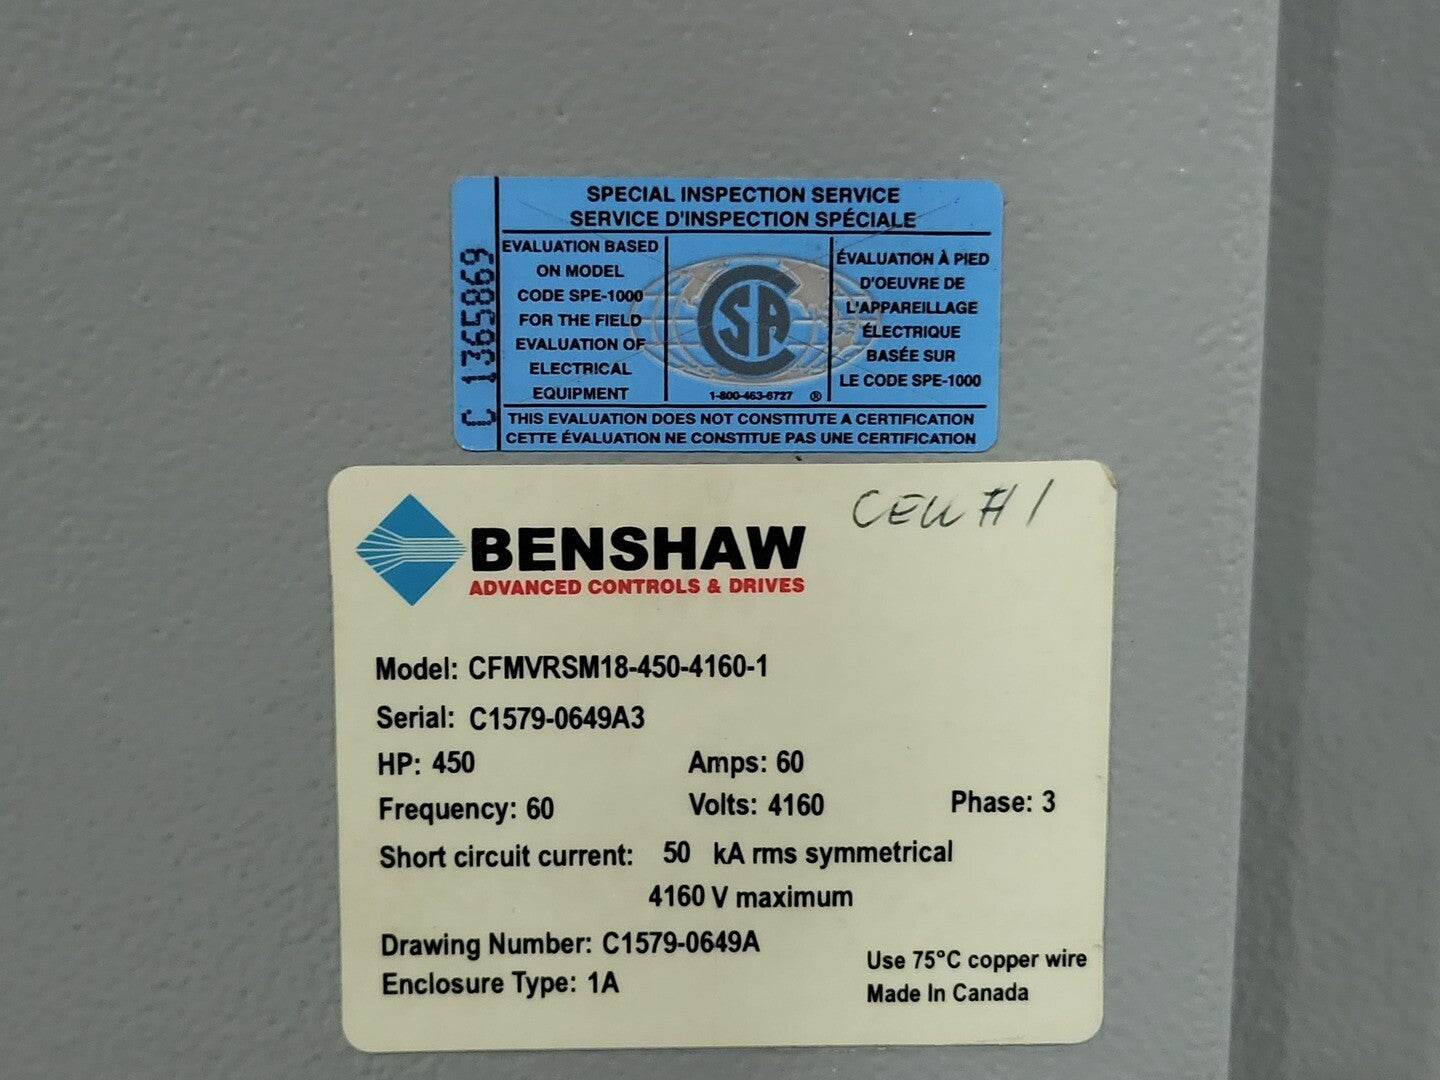 SPECIAL INSPECTION SERVICE
SERVICE D'INSPECTION SPÉCIALE
C 1365869
EVALUATION BASED
ON MODEL
CODE SPE-1000
FOR THE FIELD
EVALUATION OF
ELECTRICAL
EQUIPMENT
CSA
1-800-463-6727 ®
ÉVALUATION À PIED
D'OEUVRE DE
L'APPAREILLAGE
ÉLECTRIQUE
BASÉE SUR
LE CODE SPE-1000
THIS EVALUATION DOES NOT CONSTITUTE A CERTIFICATION
CETTE ÉVALUATION NE CONSTITUE PAS UNE CERTIFICATION
CELL #1
BENSHAW
ADVANCED CONTROLS & DRIVES
Model: CFMVRSM18-450-4160-1
Serial: C1579-0649A3
HP: 450 Amps: 60
Frequency: 60 Volts: 4160 Phase: 3
Short circuit current: 50 kA rms symmetrical
4160 V maximum
Drawing Number: C1579-0649A
Enclosure Type: 1A
Use 75°C copper wire
Made In Canada